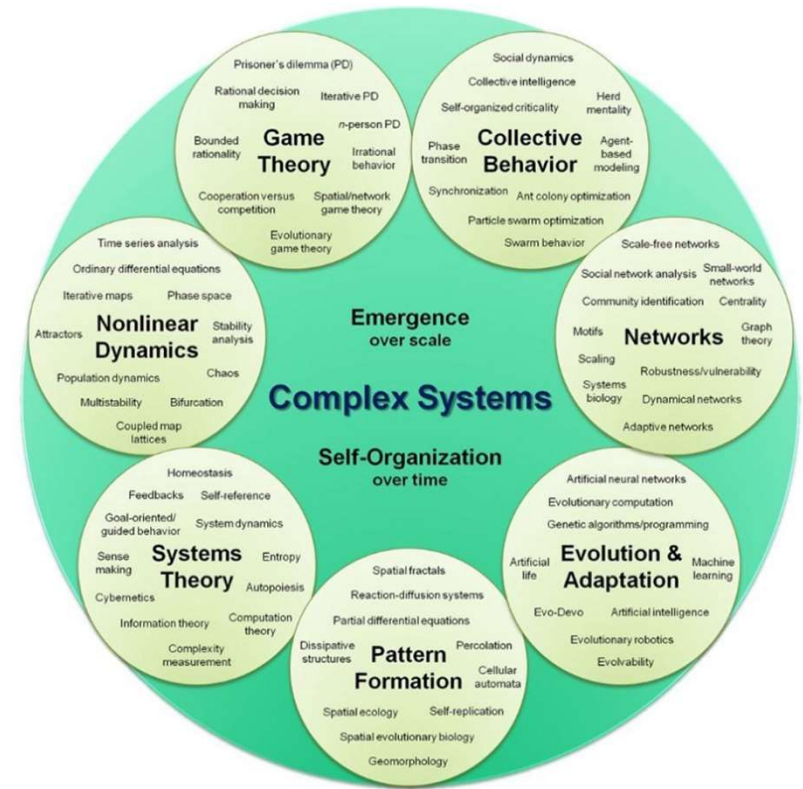 Prisoner's dilemma (PD)
Rational decision
making
Iterative PD
n-person PD
Bounded
rationality
Game
Theory
Irrational
behavior
Cooperation versus
competition
Spatial/network
game theory
Evolutionary
game theory
Social dynamics
Collective intelligence
Self-organized criticality
Herd
mentality
Phase
transition
Collective
Behavior
Agent-
based
modeling
Synchronization
Ant colony optimization
Particle swarm optimization
Swarm behavior
Time series analysis
Ordinary differential equations
Iterative maps
Phase space
Attractors
Nonlinear
Dynamics
Stability
analysis
Population dynamics
Chaos
Multistability
Bifurcation
Coupled map
lattices
Emergence
over scale
Complex Systems
Self-Organization
over time
Scale-free networks
Social network analysis
Small-world
networks
Community identification
Centrality
Motifs
Networks
Graph
theory
Scaling
Robustness/vulnerability
Systems
biology
Dynamical networks
Adaptive networks
Homeostasis
Feedbacks
Self-reference
Goal-oriented/
guided behavior
System dynamics
Sense
making
Systems
Theory
Entropy
Cybernetics
Autopoiesis
Information theory
Computation
theory
Complexity
measurement
Spatial fractals
Reaction-diffusion systems
Partial differential equations
Dissipative
structures
Percolation
Pattern
Formation
Cellular
automata
Spatial ecology
Self-replication
Spatial evolutionary biology
Geomorphology
Artificial neural networks
Evolutionary computation
Genetic algorithms/programming
Artificial
life
Evolution &
Adaptation
Machine
learning
Evo-Devo
Artificial intelligence
Evolutionary robotics
Evolvability